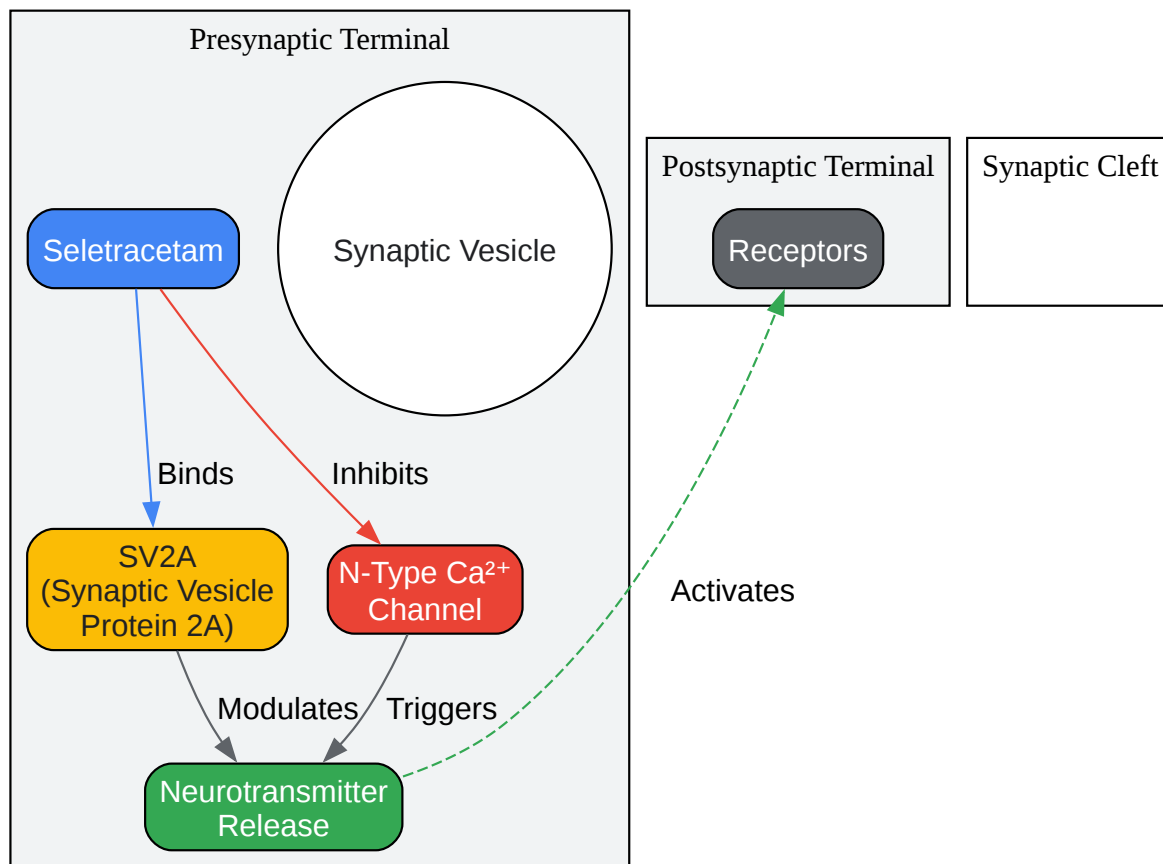 Presynaptic Terminal
Postsynaptic Terminal
Synaptic Cleft
Seletracetam
Synaptic Vesicle
Receptors
Binds
Inhibits
SV2A
(Synaptic Vesicle
Protein 2A)
N-Type Ca²⁺
Channel
Activates
Modulates
Triggers
Neurotransmitter
Release